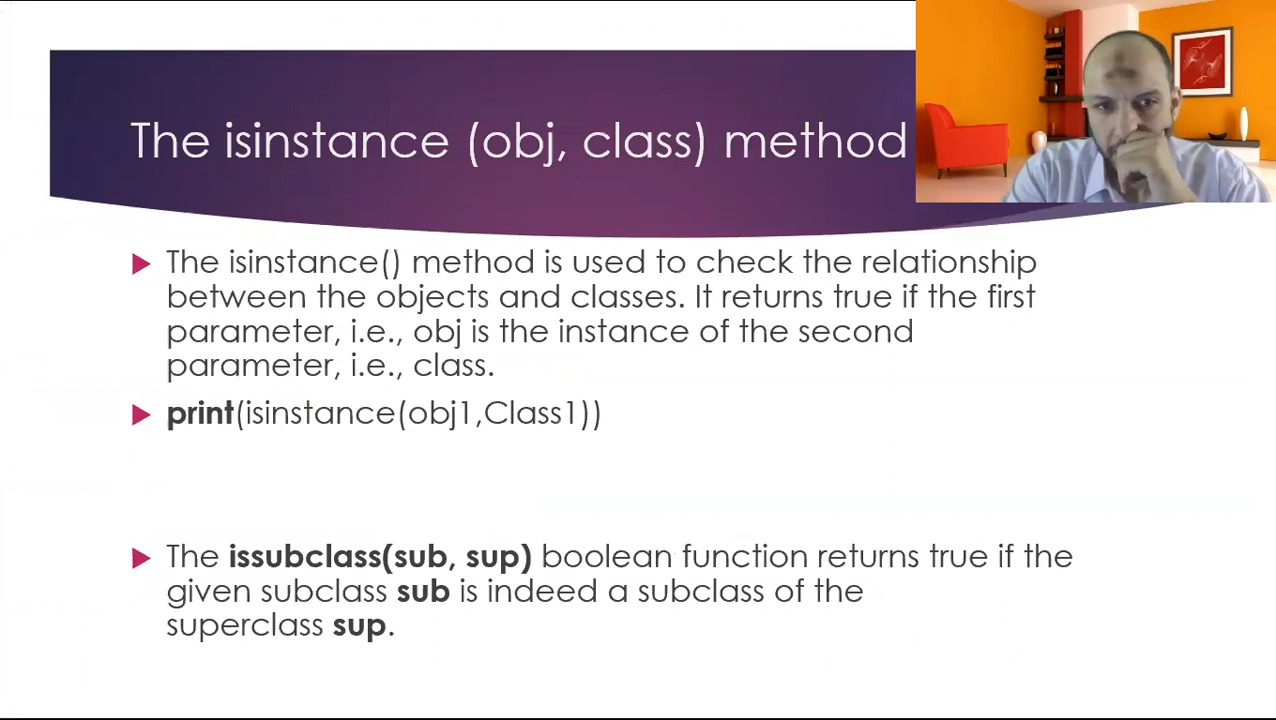 The isinstance (obj, class) method
The isinstance() method is used to check the relationship
between the objects and classes. It returns true if the first
parameter, i.e., obj is the instance of the second
parameter, i.e., class.
print(isinstance(obj1,Class1))
The issubclass(sub, sup) boolean function returns true if the
given subclass sub is indeed a subclass of the
superclass sup.